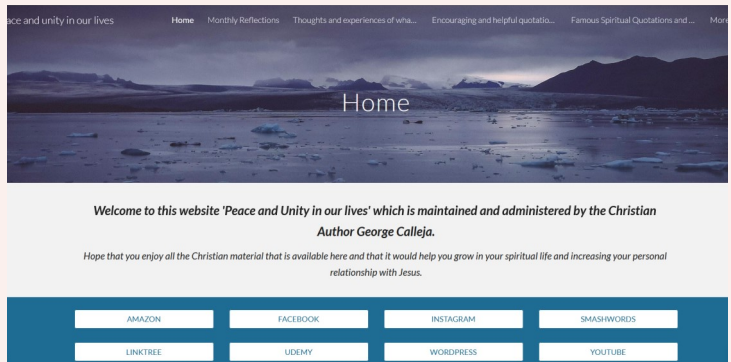 ace and unity in our lives Home Monthly Reflections Thoughts and experiences of wha... Encouraging and helpful quotatio... Famous Spiritual Quotations and ... More
Home
Welcome to this website 'Peace and Unity in our lives' which is maintained and administered by the Christian
Author George Calleja.
Hope that you enjoy all the Christian material that is available here and that it would help you grow in your spiritual life and increasing your personal
relationship with Jesus.
AMAZON FACEBOOK INSTAGRAM SMASHWORDS
LINKTREE UDEMY WORDPRESS YOUTUBE